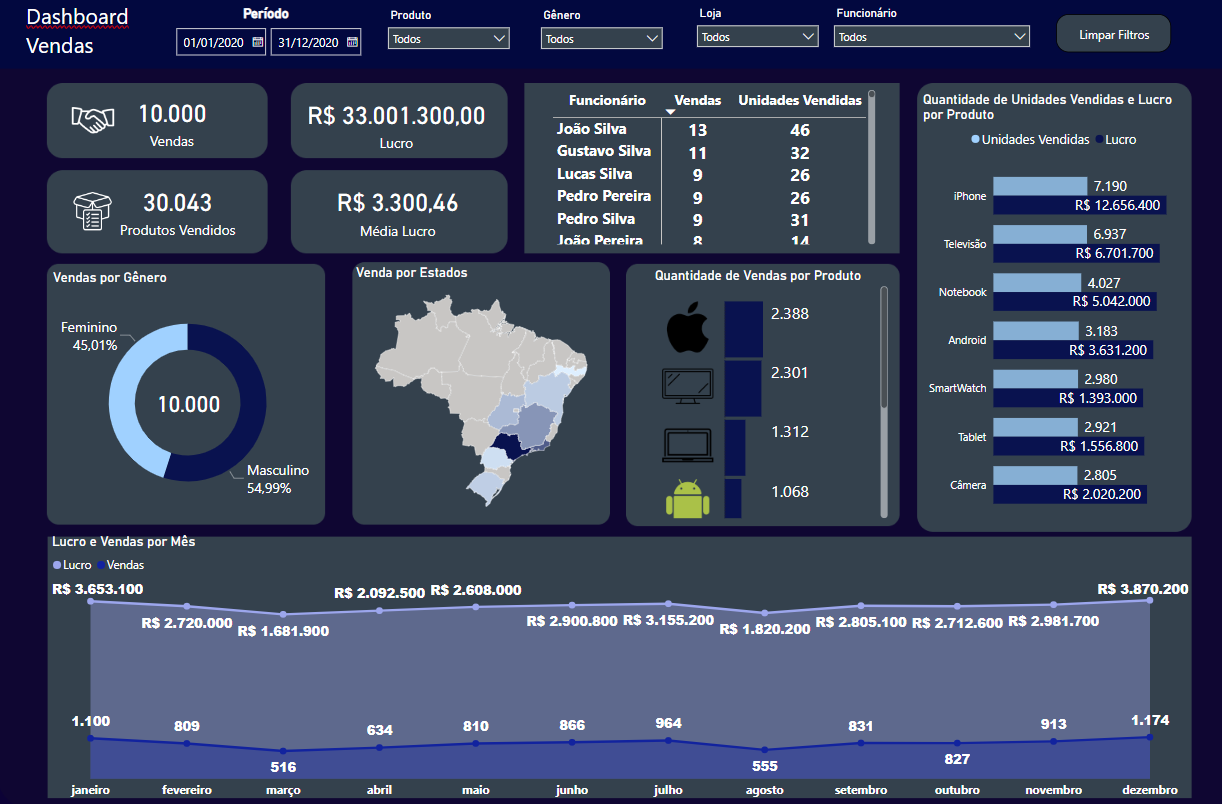 Dashboard
Vendas
Período
01/01/2020
31/12/2020
Produto
Todos
Gênero
Todos
Loja
Todos
Funcionário
Todos
Limpar Filtros
10.000
Vendas
R$ 33.001.300,00
Lucro
30.043
Produtos Vendidos
R$ 3.300,46
Média Lucro
Funcionário Vendas Unidades Vendidas
João Silva 13 46
Gustavo Silva 11 32
Lucas Silva 9 26
Pedro Pereira 9 26
Pedro Silva 9 31
João Pereira 8 14
Quantidade de Unidades Vendidas e Lucro
por Produto
Unidades Vendidas Lucro
iPhone 7.190
R$ 12.656.400
Televisão 6.937
R$ 6.701.700
Notebook 4.027
R$ 5.042.000
Android 3.183
R$ 3.631.200
SmartWatch 2.980
R$ 1.393.000
Tablet 2.921
R$ 1.556.800
Câmera 2.805
R$ 2.020.200
Vendas por Gênero
Feminino
45,01%
10.000
Masculino
54,99%
Venda por Estados
Quantidade de Vendas por Produto
2.388
2.301
1.312
1.068
Lucro e Vendas por Mês
Lucro Vendas
R$ 3.653.100
R$ 2.720.000
R$ 1.681.900
R$ 2.092.500
R$ 2.608.000
R$ 2.900.800
R$ 3.155.200
R$ 1.820.200
R$ 2.805.100
R$ 2.712.600
R$ 2.981.700
R$ 3.870.200
1.100
809
516
634
810
866
964
555
831
827
913
1.174
janeiro fevereiro março abril maio junho julho agosto setembro outubro novembro dezembro